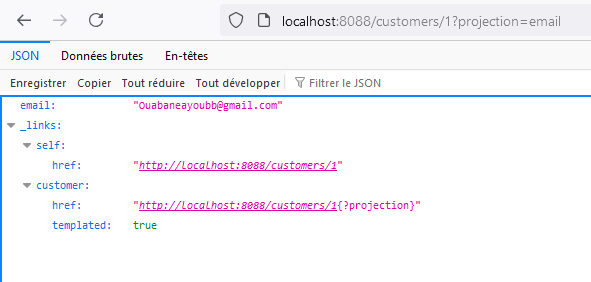 localhost:8088/customers/1?projection=email
JSON Données brutes En-têtes
Enregistrer Copier Tout réduire Tout développer Filtrer le JSON
email: "Ouabaneayoubb@gmail.com"
_links:
self:
href: "http://localhost:8088/customers/1"
customer:
href: "http://localhost:8088/customers/1{?projection}"
templated: true